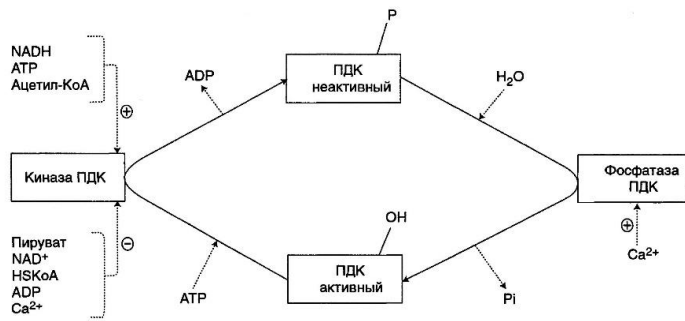 NADH
ATP
Ацетил-КоА
⊕
Киназа ПДК
Пируват
NAD⁺
HSKoA
ADP
Ca²⁺
⊖
ADP
P
ПДК
неактивный
H₂O
ATP
OH
ПДК
активный
Pi
Фосфатаза
ПДК
⊕
Ca²⁺